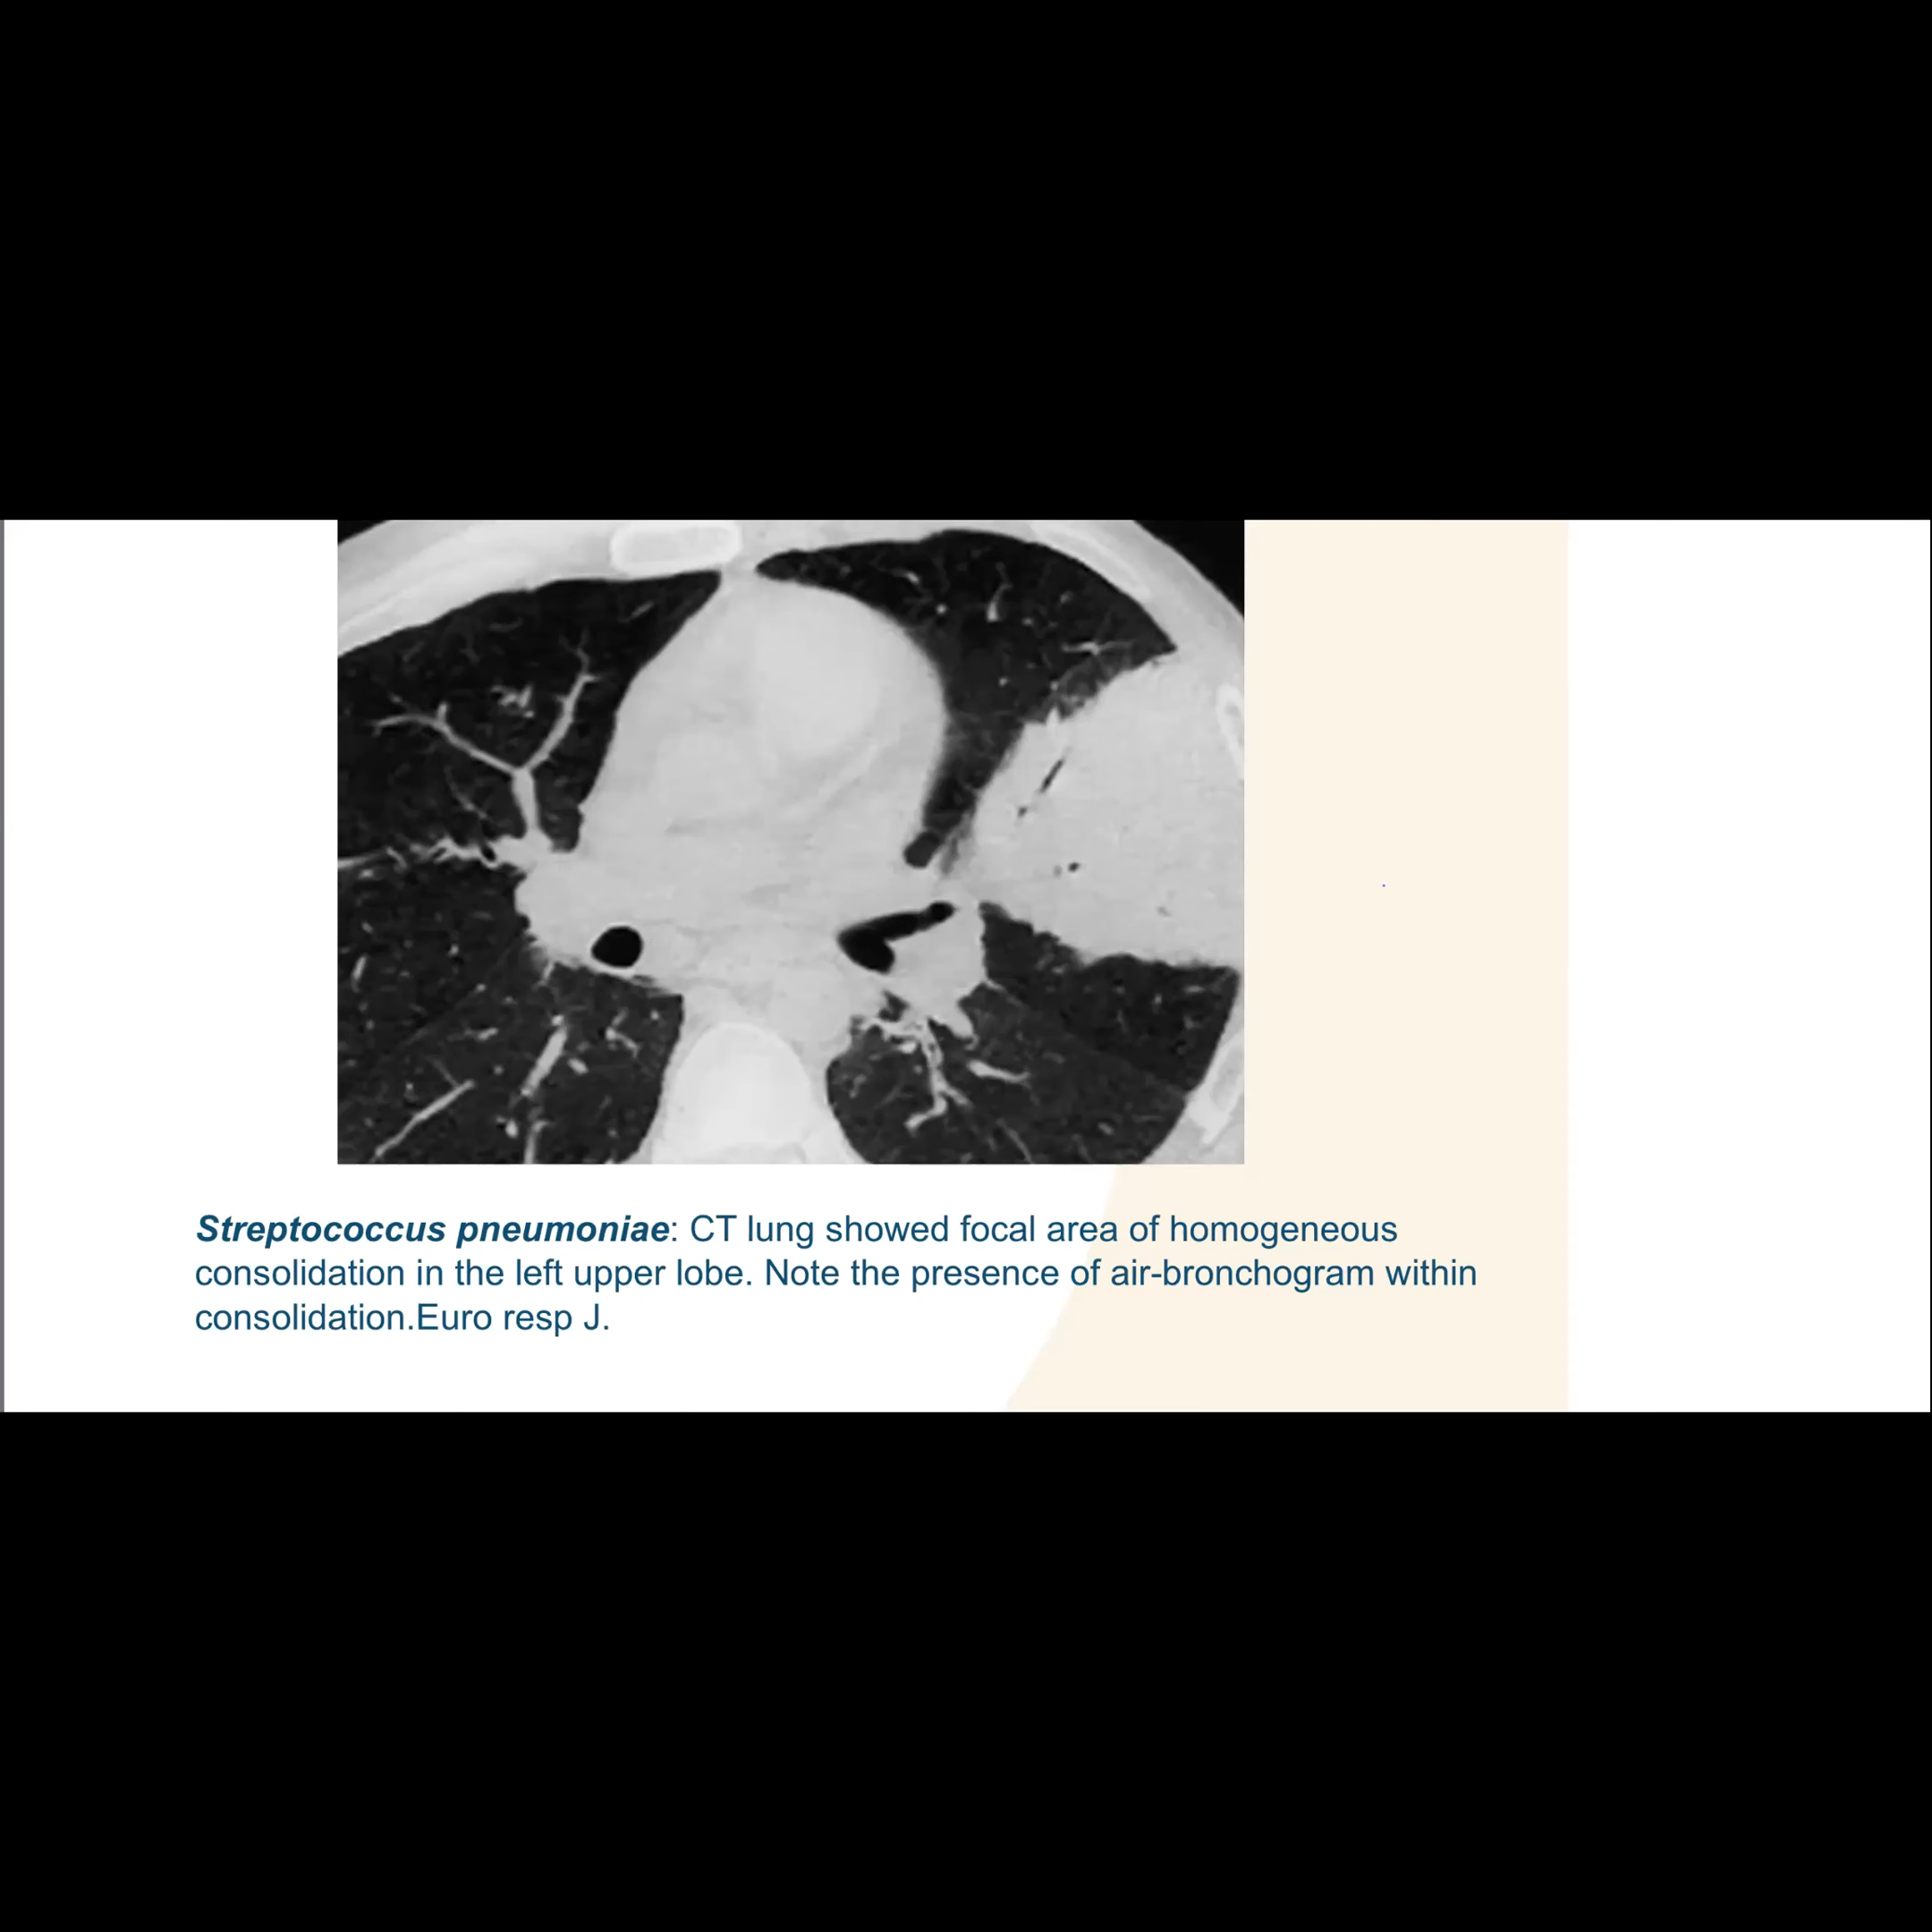 Streptococcus pneumoniae: CT lung showed focal area of homogeneous
consolidation in the left upper lobe. Note the presence of air-bronchogram within
consolidation.Euro resp J.